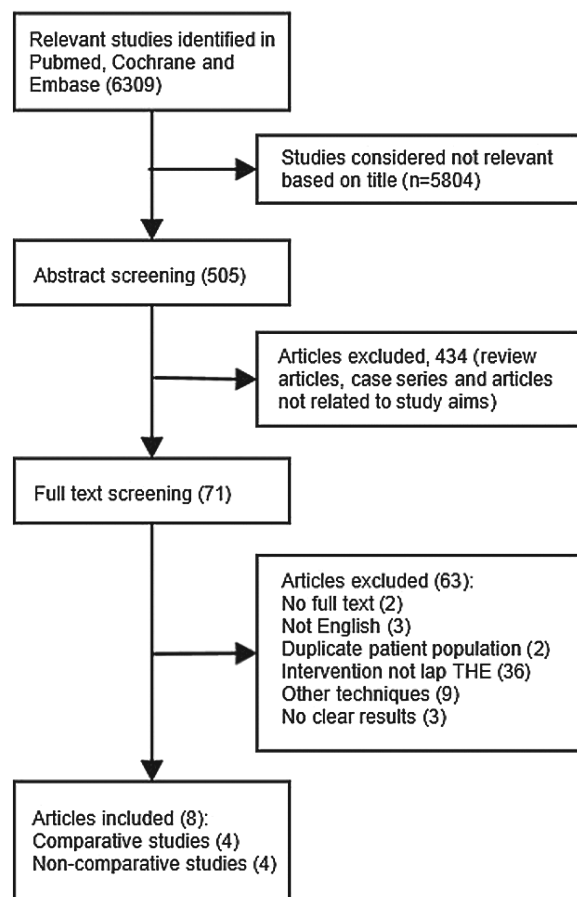 Relevant studies identified in
Pubmed, Cochrane and
Embase (6309)
Studies considered not relevant
based on title (n=5804)
Abstract screening (505)
Articles excluded, 434 (review
articles, case series and articles
not related to study aims)
Full text screening (71)
Articles excluded (63):
No full text (2)
Not English (3)
Duplicate patient population (2)
Intervention not lap THE (36)
Other techniques (9)
No clear results (3)
Articles included (8):
Comparative studies (4)
Non-comparative studies (4)